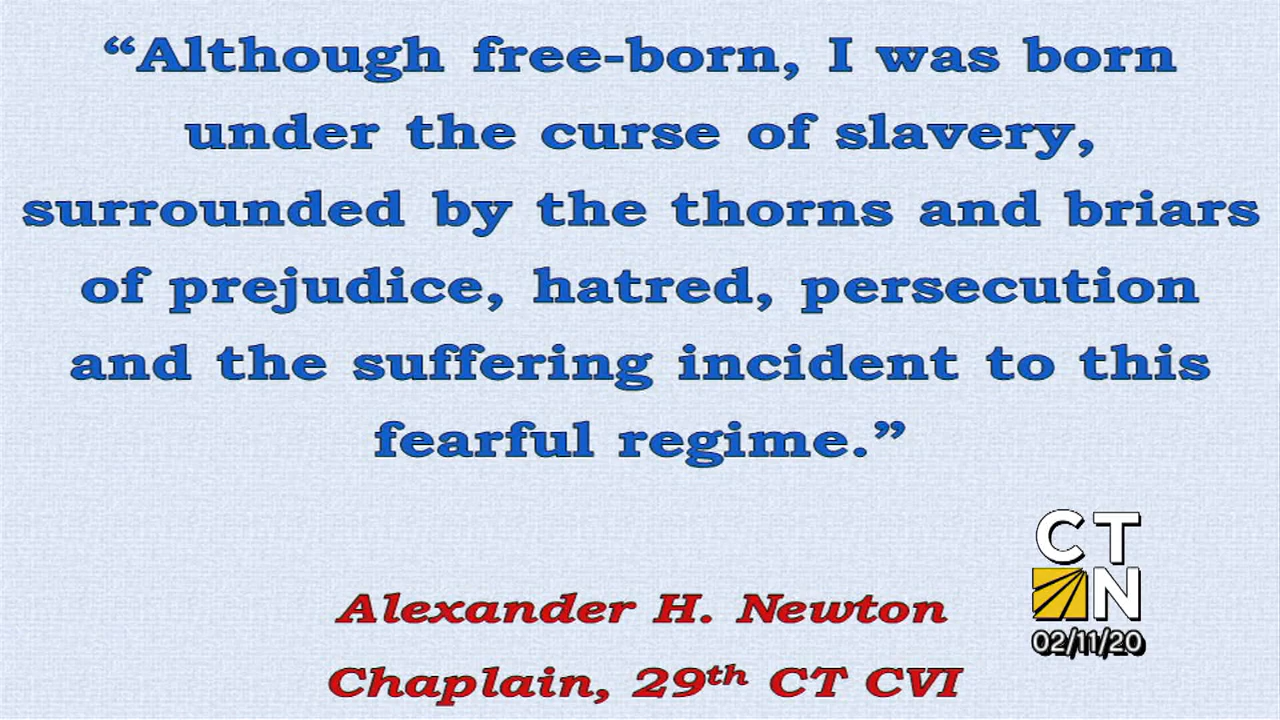 “Although free-born, I was born
under the curse of slavery,
surrounded by the thorns and briars
of prejudice, hatred, persecution
and the suffering incident to this
fearful regime.”
CT
N
02/11/20
Alexander H. Newton
Chaplain, 29th CT CVI